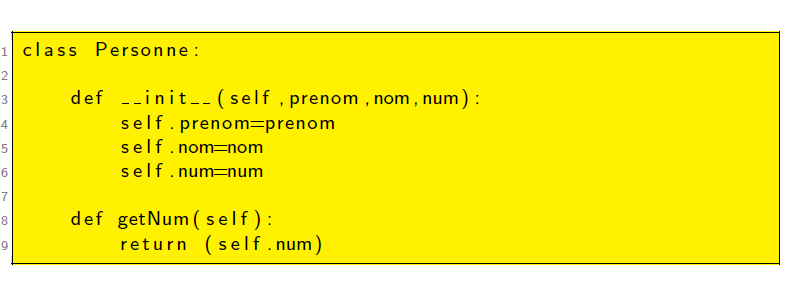 1 class Personne:
2
3     def __init__(self,prenom,nom,num):
4         self.prenom=prenom
5         self.nom=nom
6         self.num=num
7
8     def getNum(self):
9         return (self.num)